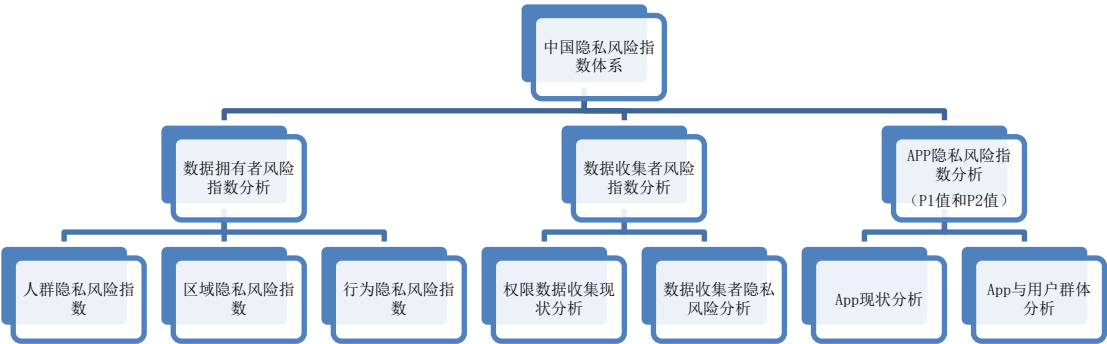 中国隐私风险指
数体系
数据拥有者风险
指数分析
数据收集者风险
指数分析
APP隐私风险指
数分析
（P1值和P2值）
人群隐私风险指
数
区域隐私风险指
数
行为隐私风险指
数
权限数据收集现
状分析
数据收集者隐私
风险分析
App现状分析
App与用户群体
分析